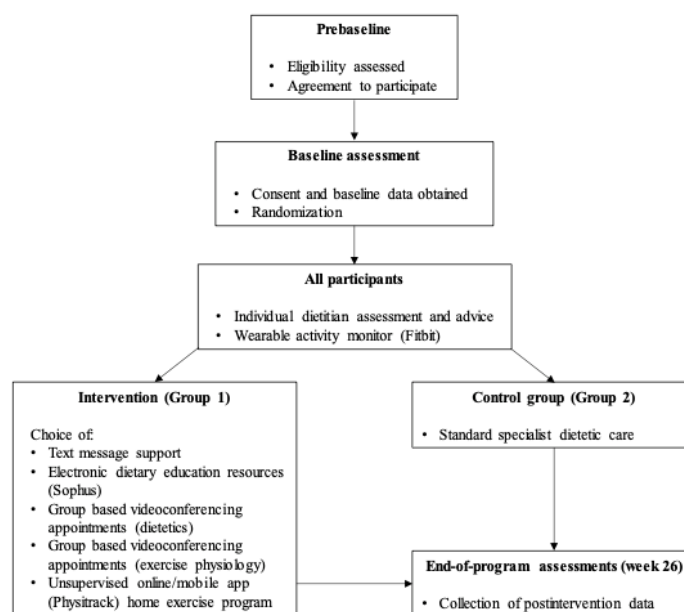 Prebaseline
• Eligibility assessed
• Agreement to participate
Baseline assessment
• Consent and baseline data obtained
• Randomization
All participants
• Individual dietitian assessment and advice
• Wearable activity monitor (Fitbit)
Intervention (Group 1)
Choice of:
• Text message support
• Electronic dietary education resources
(Sophus)
• Group based videoconferencing
appointments (dietetics)
• Group based videoconferencing
appointments (exercise physiology)
• Unsupervised online/mobile app
(Physitrack) home exercise program
Control group (Group 2)
• Standard specialist dietetic care
End-of-program assessments (week 26)
• Collection of postintervention data